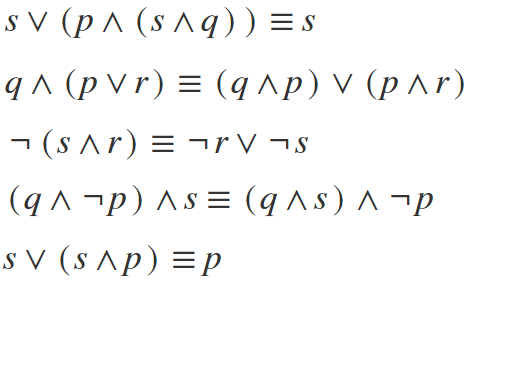 s ∨ (p ∧ (s ∧ q)) ≡ s
q ∧ (p ∨ r) ≡ (q ∧ p) ∨ (p ∧ r)
¬ (s ∧ r) ≡ ¬r ∨ ¬s
(q ∧ ¬p) ∧ s ≡ (q ∧ s) ∧ ¬p
s ∨ (s ∧ p) ≡ p